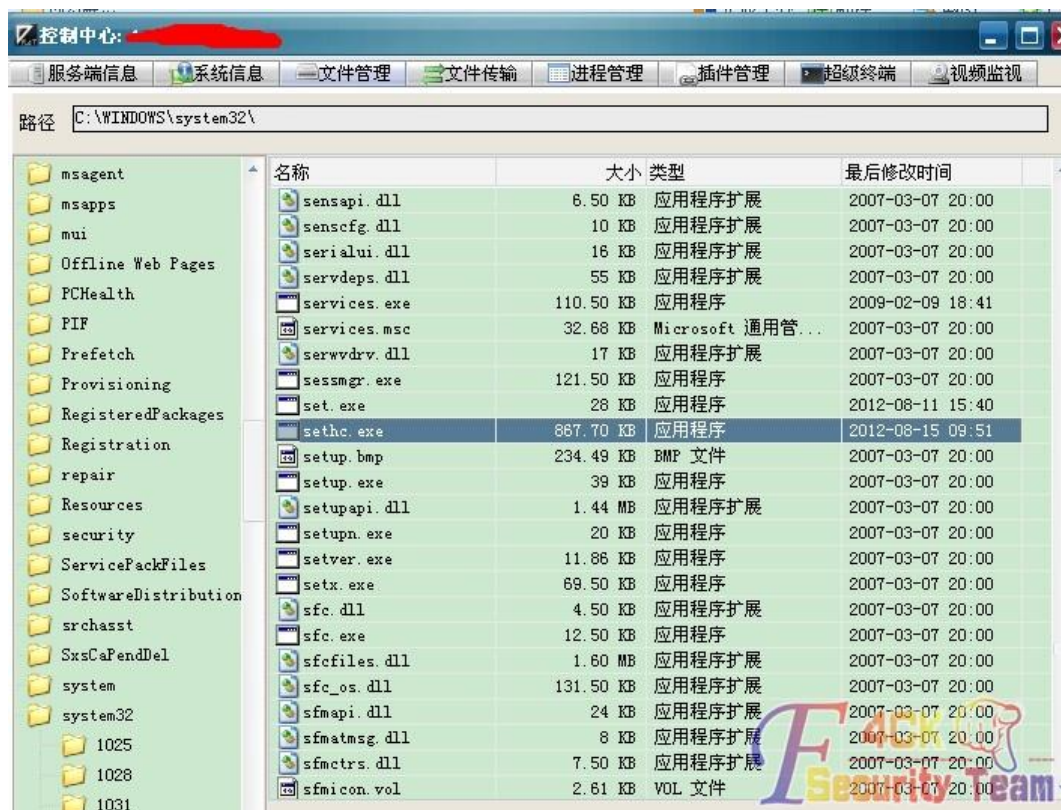 控制中心:
服务端信息 系统信息 文件管理 文件传输 进程管理 插件管理 超级终端 视频监视
路径 C:\WINDOWS\system32\
msagent
msapps
mui
Offline Web Pages
PCHealth
PIF
Prefetch
Provisioning
RegisteredPackages
Registration
repair
Resources
security
ServicePackFiles
SoftwareDistribution
srchasst
SxsCaPendDel
system
system32
1025
1028
1031
名称 大小 类型 最后修改时间
sensapi.dll 6.50 KB 应用程序扩展 2007-03-07 20:00
senscfg.dll 10 KB 应用程序扩展 2007-03-07 20:00
serialui.dll 16 KB 应用程序扩展 2007-03-07 20:00
servdeps.dll 55 KB 应用程序扩展 2007-03-07 20:00
services.exe 110.50 KB 应用程序 2009-02-09 18:41
services.msc 32.68 KB Microsoft 通用管... 2007-03-07 20:00
serwvdrv.dll 17 KB 应用程序扩展 2007-03-07 20:00
sessmgr.exe 121.50 KB 应用程序 2007-03-07 20:00
set.exe 28 KB 应用程序 2012-08-11 15:40
sethc.exe 867.70 KB 应用程序 2012-08-15 09:51
setup.bmp 234.49 KB BMP 文件 2007-03-07 20:00
setup.exe 39 KB 应用程序 2007-03-07 20:00
setupapi.dll 1.44 MB 应用程序扩展 2007-03-07 20:00
setupn.exe 20 KB 应用程序 2007-03-07 20:00
setver.exe 11.86 KB 应用程序 2007-03-07 20:00
setx.exe 69.50 KB 应用程序 2007-03-07 20:00
sfc.dll 4.50 KB 应用程序扩展 2007-03-07 20:00
sfc.exe 12.50 KB 应用程序 2007-03-07 20:00
sfcfiles.dll 1.60 MB 应用程序扩展 2007-03-07 20:00
sfc_os.dll 131.50 KB 应用程序扩展 2007-03-07 20:00
sfmapi.dll 24 KB 应用程序扩展 2007-03-07 20:00
sfmatmsg.dll 8 KB 应用程序扩展 2007-03-07 20:00
sfmctrs.dll 7.50 KB 应用程序扩展 2007-03-07 20:00
sfmicon.vol 2.61 KB VOL 文件 2007-03-07 20:00
F4CK
Security Team